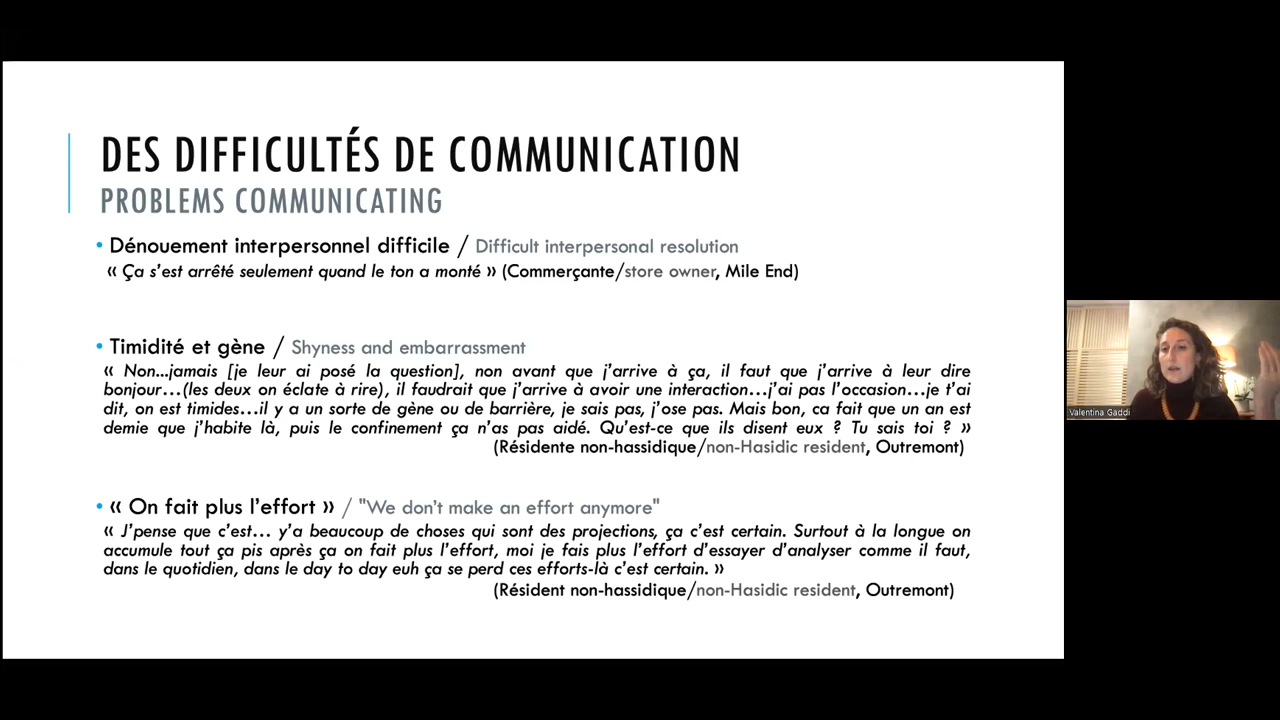 DES DIFFICULTÉS DE COMMUNICATION
PROBLEMS COMMUNICATING
• Dénouement interpersonnel difficile / Difficult interpersonal resolution
« Ça s'est arrêté seulement quand le ton a monté » (Commerçante/store owner, Mile End)
• Timidité et gène / Shyness and embarrassment
« Non...jamais [je leur ai posé la question], non avant que j'arrive à ça, il faut que j'arrive à leur dire
bonjour…(les deux on éclate à rire), il faudrait que j'arrive à avoir une interaction…j'ai pas l'occasion…je t'ai
dit, on est timides…il y a un sorte de gène ou de barrière, je sais pas, j'ose pas. Mais bon, ca fait que un an est
demie que j'habite là, puis le confinement ça n'as pas aidé. Qu'est-ce que ils disent eux ? Tu sais toi ? »
(Résidente non-hassidique/non-Hasidic resident, Outremont)
• « On fait plus l'effort » / "We don't make an effort anymore"
« J'pense que c'est… y'a beaucoup de choses qui sont des projections, ça c'est certain. Surtout à la longue on
accumule tout ça pis après ça on fait plus l'effort, moi je fais plus l'effort d'essayer d'analyser comme il faut,
dans le quotidien, dans le day to day euh ça se perd ces efforts-là c'est certain. »
(Résident non-hassidique/non-Hasidic resident, Outremont)
Valentina Gaddi